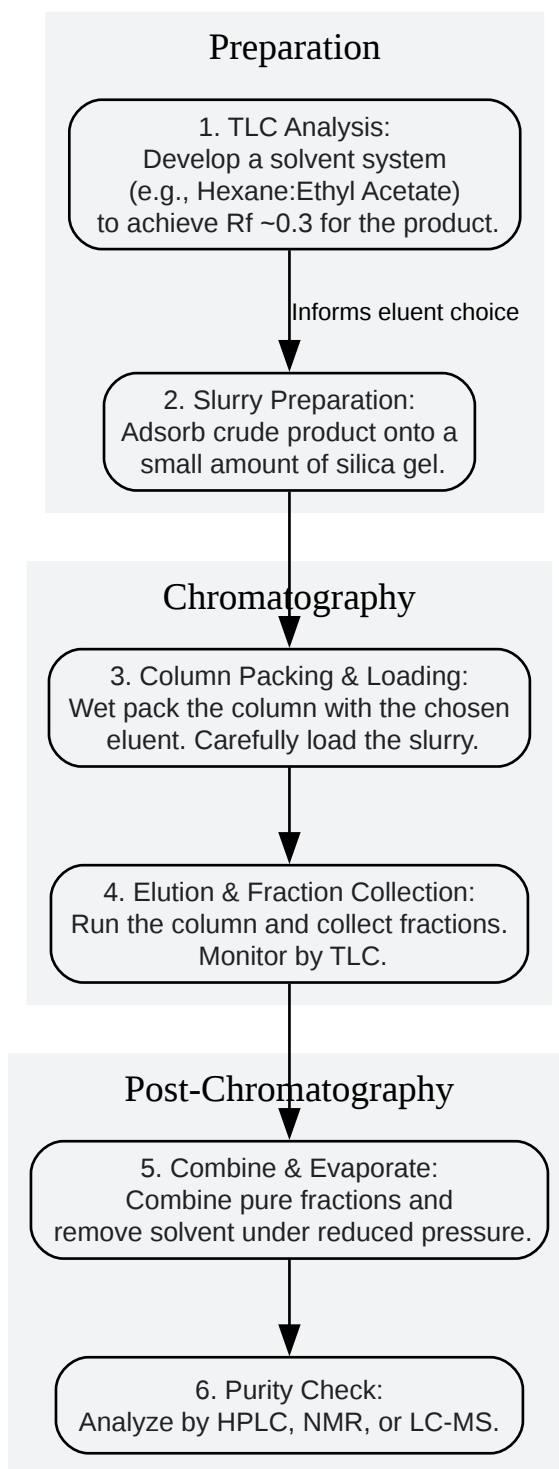 Preparation
1. TLC Analysis:
Develop a solvent system
(e.g., Hexane:Ethyl Acetate)
to achieve Rf ~0.3 for the product.
Informs eluent choice
2. Slurry Preparation:
Adsorb crude product onto a
small amount of silica gel.
Chromatography
3. Column Packing & Loading:
Wet pack the column with the chosen
eluent. Carefully load the slurry.
4. Elution & Fraction Collection:
Run the column and collect fractions.
Monitor by TLC.
Post-Chromatography
5. Combine & Evaporate:
Combine pure fractions and
remove solvent under reduced pressure.
6. Purity Check:
Analyze by HPLC, NMR, or LC-MS.